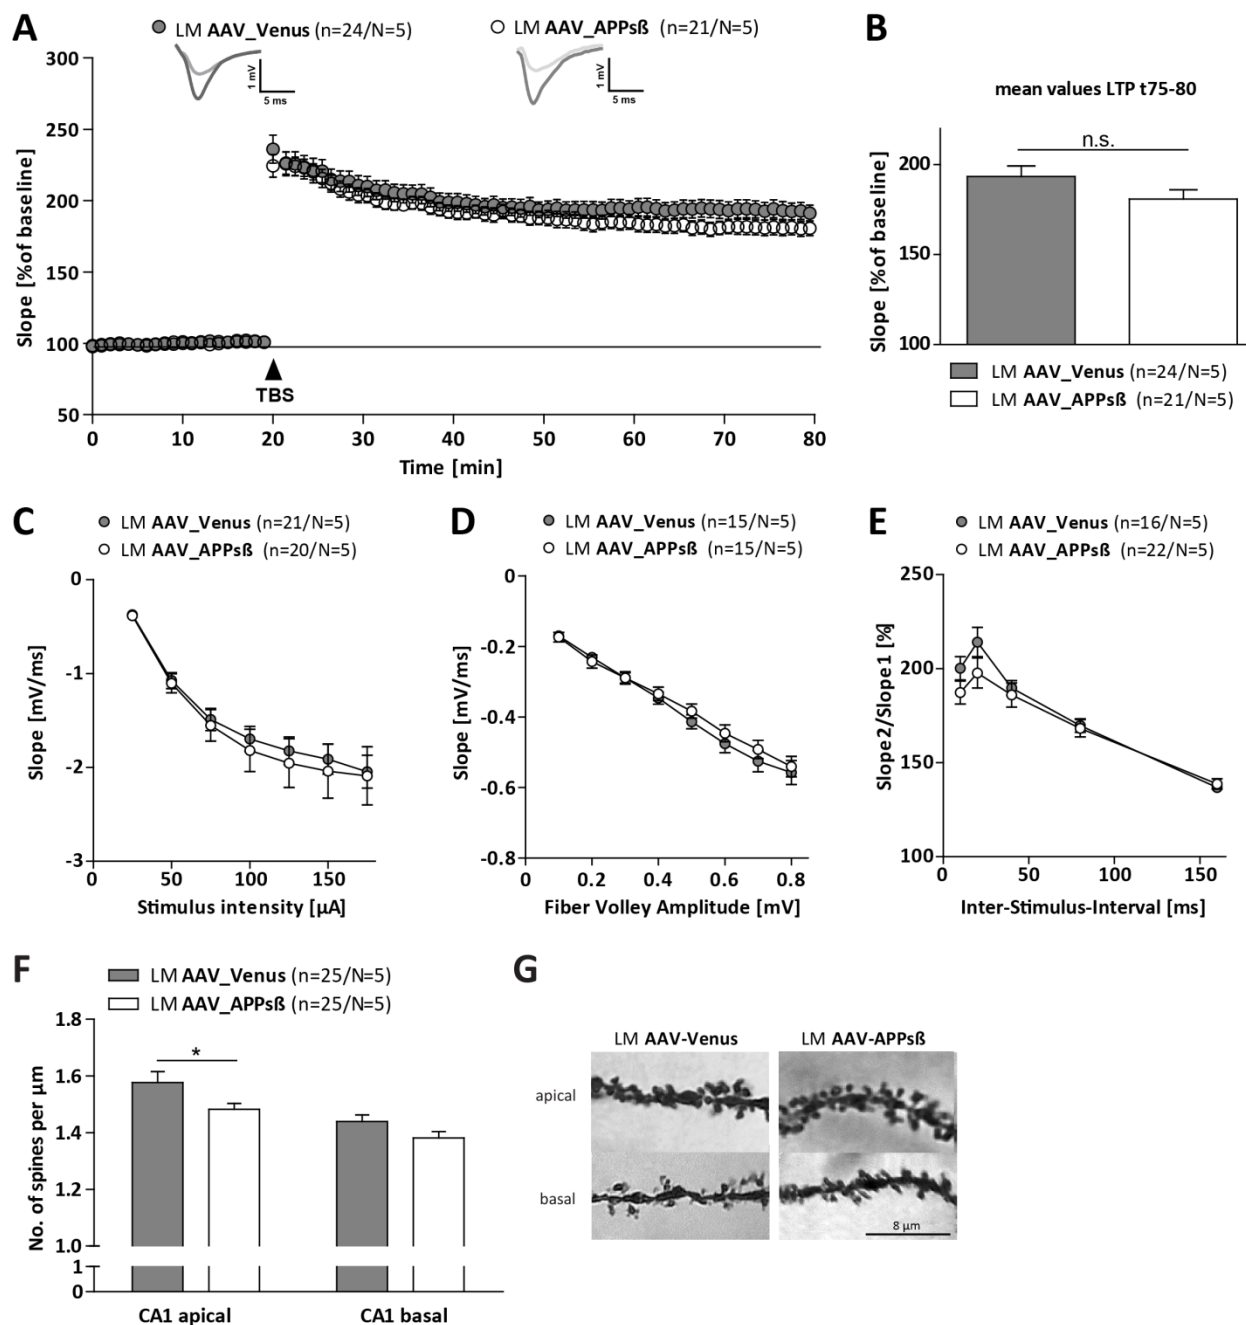 A
LM AAV_Venus (n=24/N=5)
LM AAV_APPsß (n=21/N=5)
1 mV
5 ms
1 mV
5 ms
300
250
200
150
100
50
Slope [%of baseline]
TBS
0 10 20 30 40 50 60 70 80
Time [min]
B
mean values LTP t75-80
n.s.
200
150
100
Slope [%of baseline]
LM AAV_Venus (n=24/N=5)
LM AAV_APPsß (n=21/N=5)
C
LM AAV_Venus (n=21/N=5)
LM AAV_APPsß (n=20/N=5)
0
-1
-2
-3
Slope [mV/ms]
0 50 100 150
Stimulus intensity [µA]
D
LM AAV_Venus (n=15/N=5)
LM AAV_APPsß (n=15/N=5)
0
-0.2
-0.4
-0.6
-0.8
Slope [mV/ms]
0 0.2 0.4 0.6 0.8
Fiber Volley Amplitude [mV]
E
LM AAV_Venus (n=16/N=5)
LM AAV_APPsß (n=22/N=5)
250
200
150
100
Slope2/Slope1 [%]
0 50 100 150
Inter-Stimulus-Interval [ms]
F
LM AAV_Venus (n=25/N=5)
LM AAV_APPsß (n=25/N=5)
1.8
1.6
1.4
1.2
1.0
1
0
No. of spines per µm
*
CA1 apical CA1 basal
G
LM AAV-Venus LM AAV-APPsß
apical
basal
8 µm